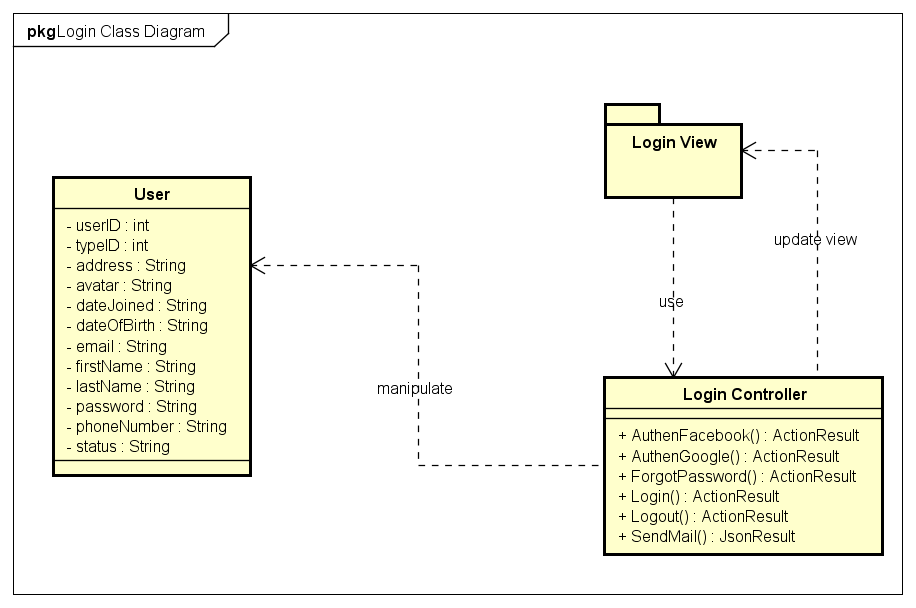 pkg Login Class Diagram
Login View
User
- userID : int
- typeID : int
- address : String
- avatar : String
- dateJoined : String
- dateOfBirth : String
- email : String
- firstName : String
- lastName : String
- password : String
- phoneNumber : String
- status : String
update view
use
manipulate
Login Controller
+ AuthenFacebook() : ActionResult
+ AuthenGoogle() : ActionResult
+ ForgotPassword() : ActionResult
+ Login() : ActionResult
+ Logout() : ActionResult
+ SendMail() : JsonResult